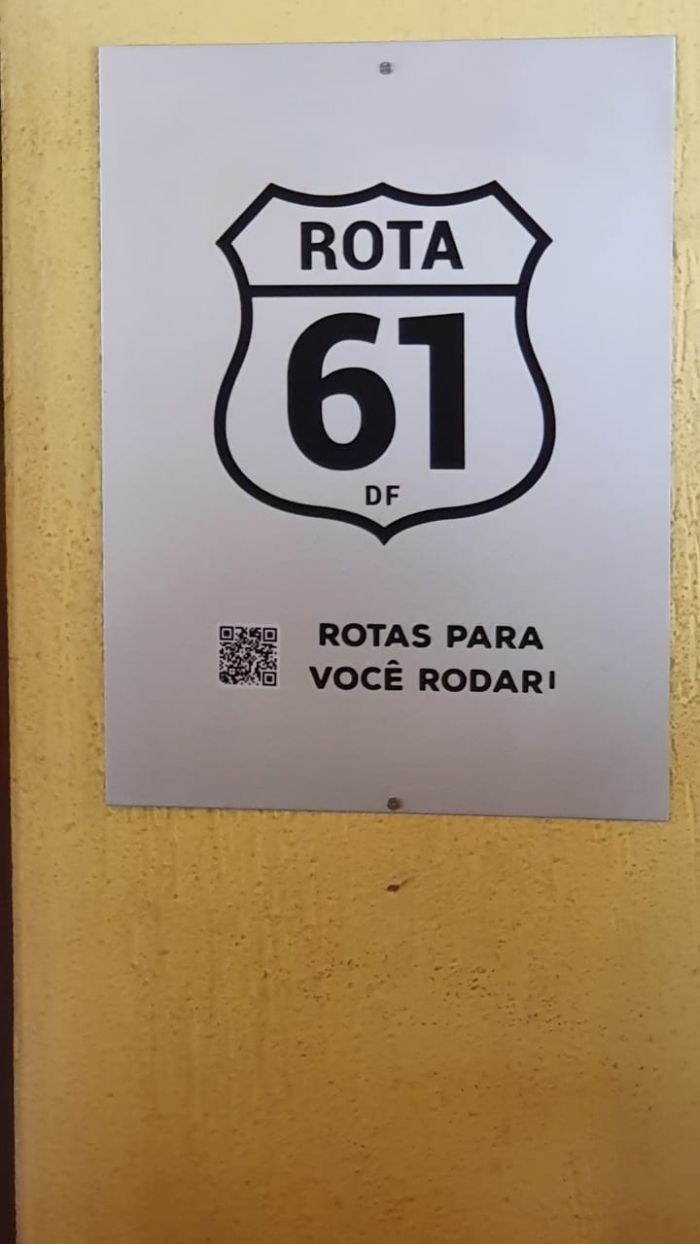 ROTA
61
DF
ROTAS PARA
VOCÊ RODAR!